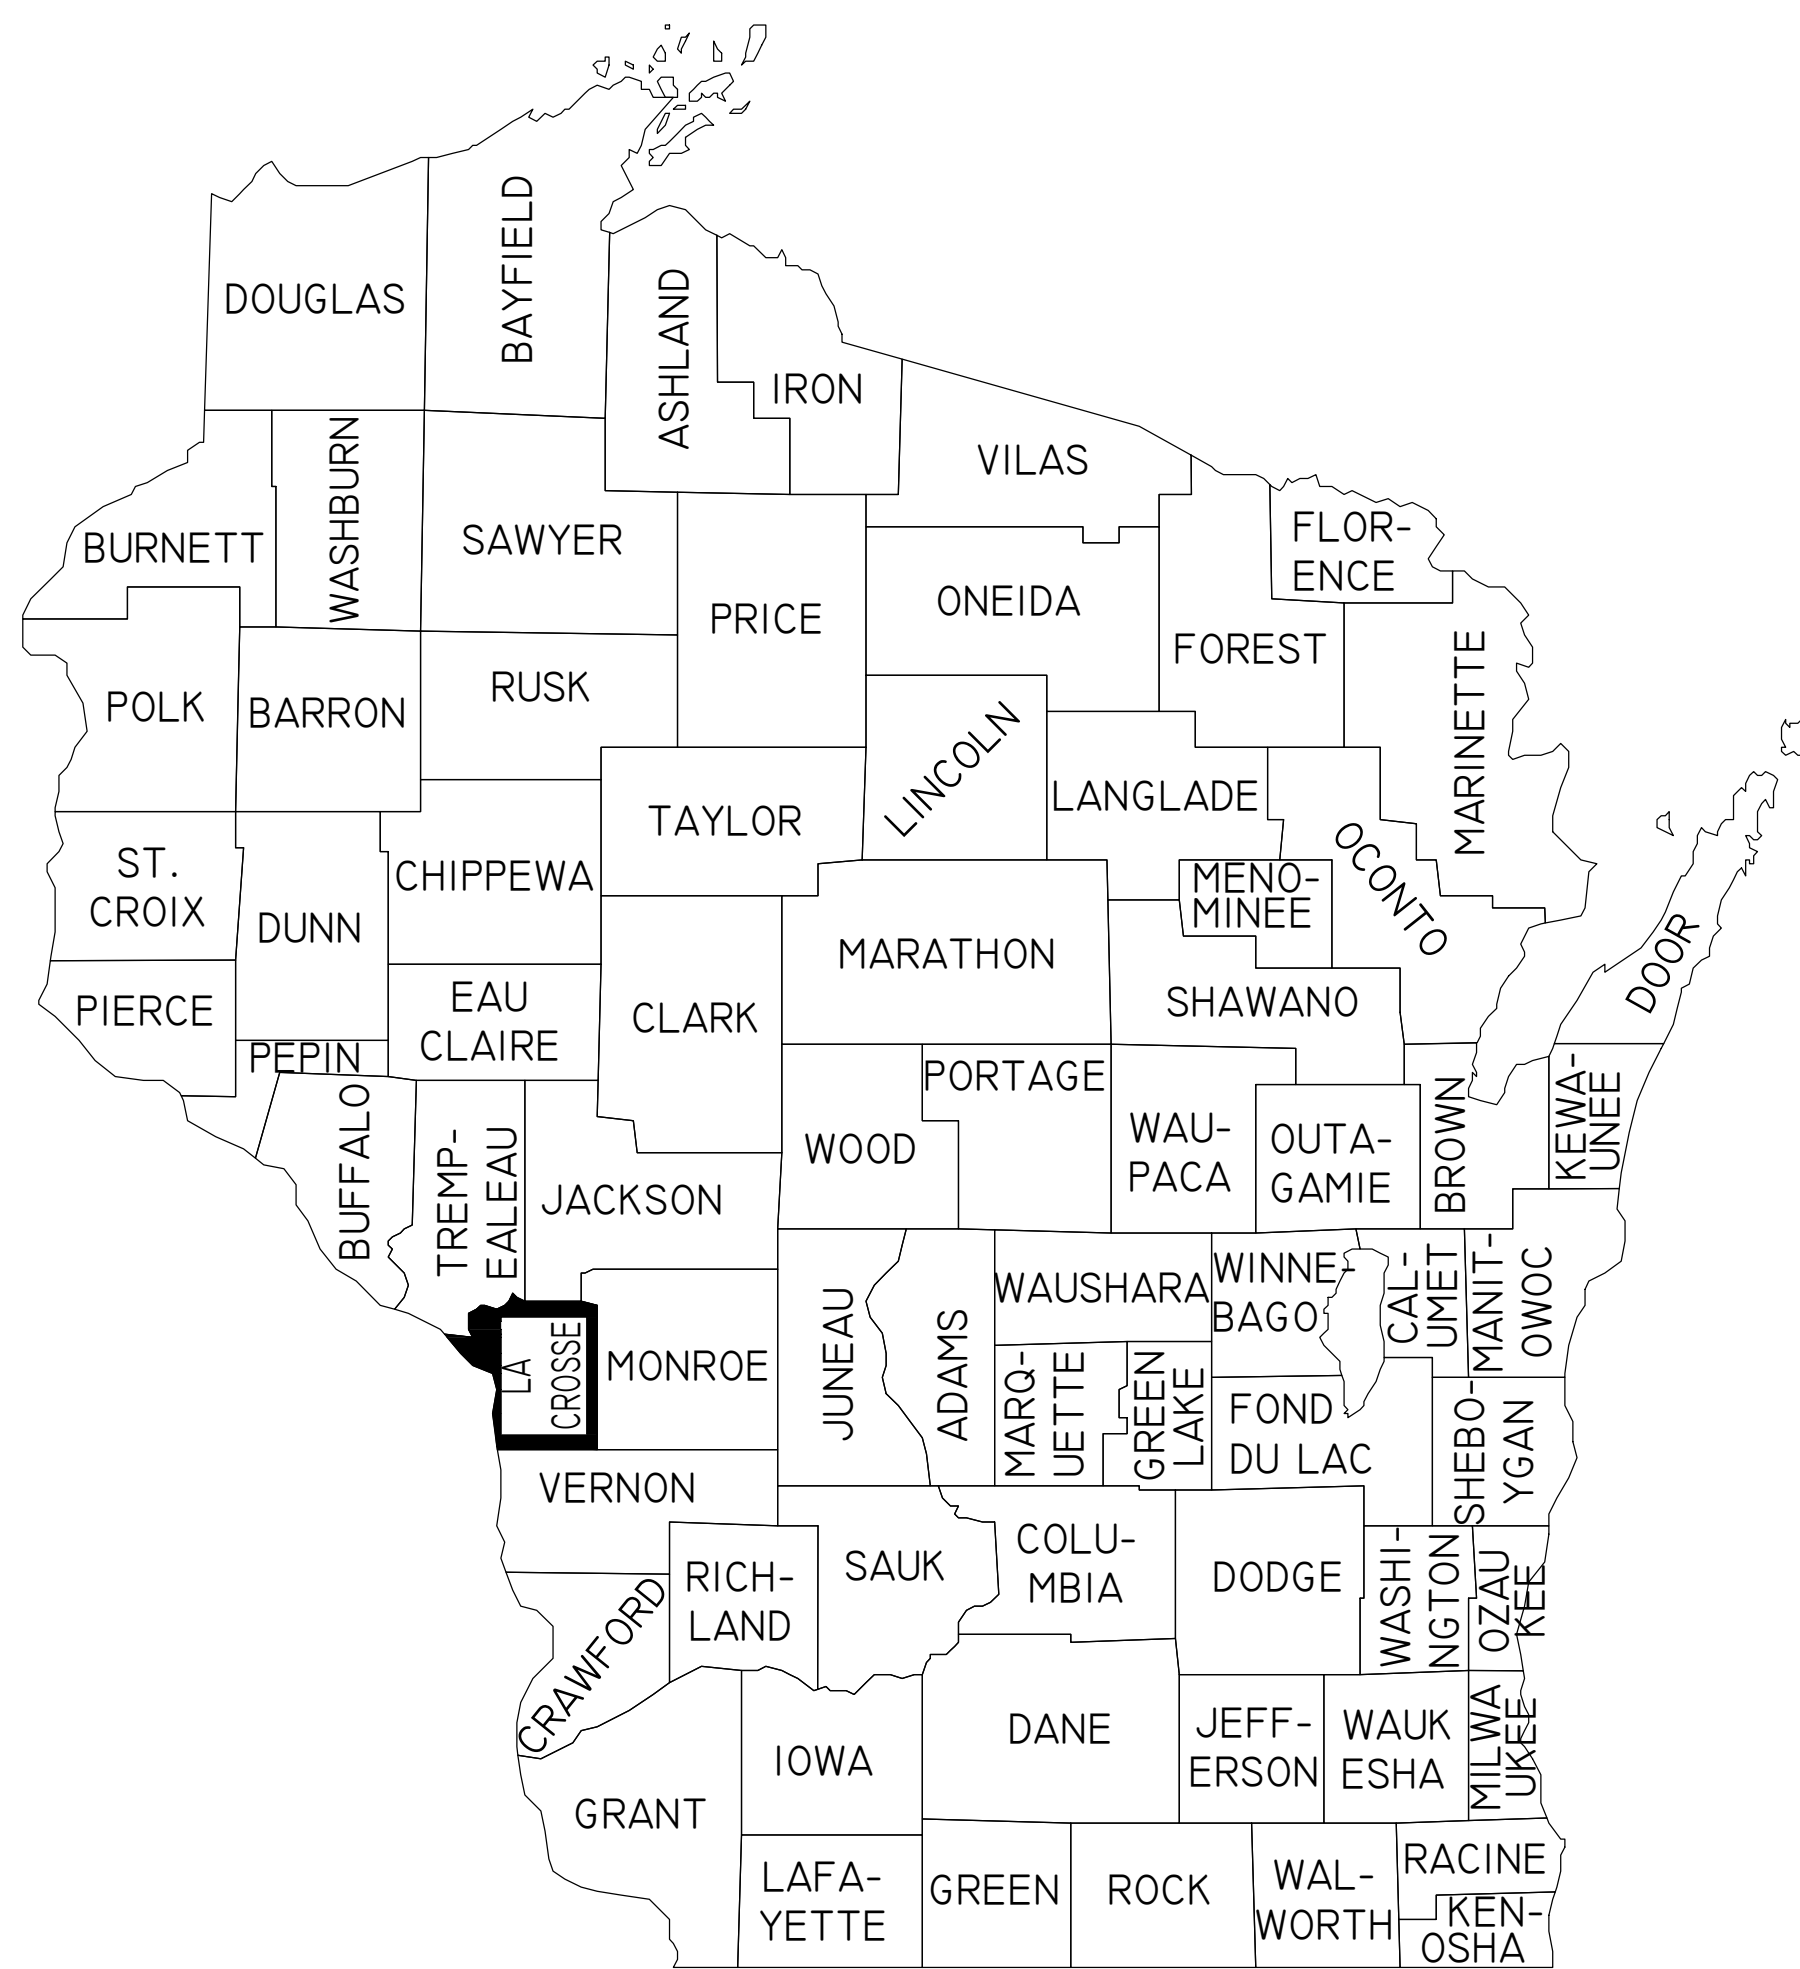 BAYFIELD
DOUGLAS
ASHLAND
IRON
VILAS
WASHBURN
BURNETT
SAWYER
FLOR-
ENCE
PRICE
ONEIDA
FOREST
MARINETTE
POLK
BARRON
RUSK
LINCOLN
LANGLADE
TAYLOR
OCONTO
ST.
CROIX
CHIPPEWA
MENO-
MINEE
DUNN
MARATHON
DOOR
PIERCE
EAU
CLAIRE
CLARK
SHAWANO
PEPIN
PORTAGE
BUFFALO
TREMP-
EALEAU
JACKSON
WOOD
WAU-
PACA
OUTA-
GAMIE
BROWN
KEWA-
UNEE
WAUSHARA
WINNE-
BAGO
CAL-
UMET
MANIT-
OWOC
LA
CROSSE
MONROE
JUNEAU
ADAMS
MARQ-
UETTE
GREEN
LAKE
FOND
DU LAC
SHEBO-
YGAN
VERNON
RICH-
LAND
SAUK
COLU-
MBIA
DODGE
WASHI-
NGTON
OZAU
KEE
CRAWFORD
DANE
JEFF-
ERSON
WAUK
ESHA
MILWA
UKEE
IOWA
GRANT
LAFA-
YETTE
GREEN
ROCK
WAL-
WORTH
RACINE
KEN-
OSHA